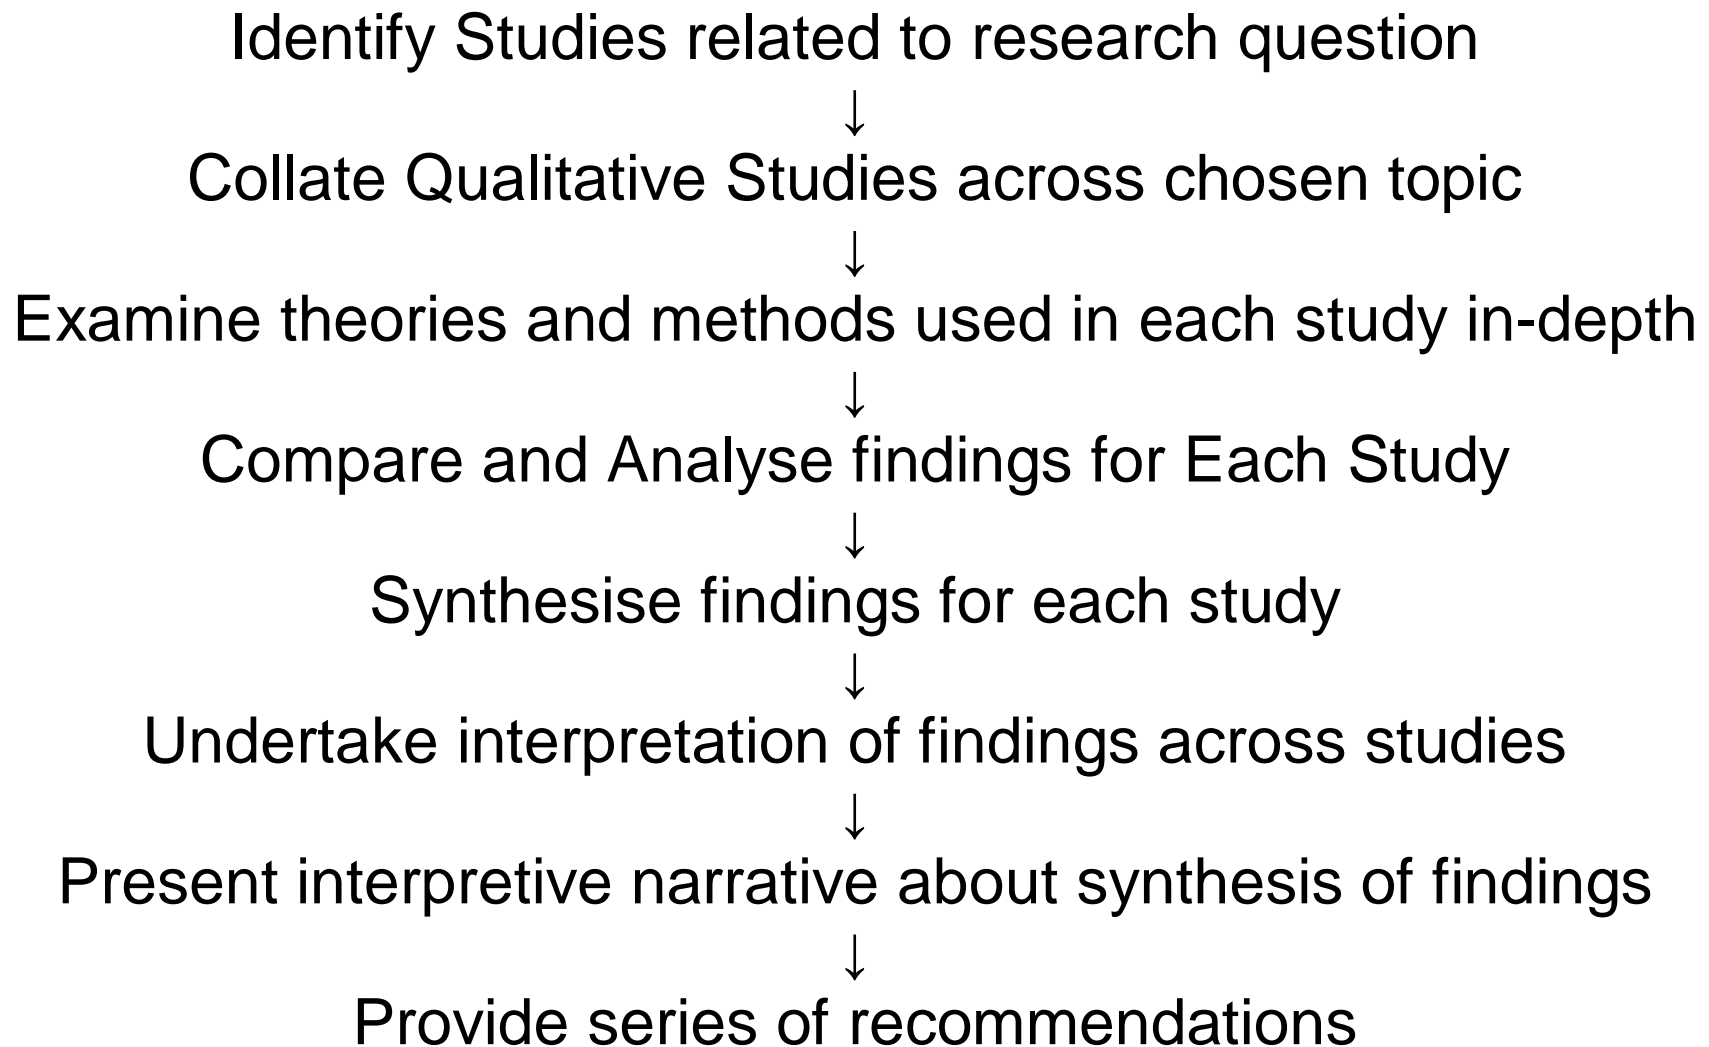 Identify Studies related to research question
↓
Collate Qualitative Studies across chosen topic
↓
Examine theories and methods used in each study in-depth
↓
Compare and Analyse findings for Each Study
↓
Synthesise findings for each study
↓
Undertake interpretation of findings across studies
↓
Present interpretive narrative about synthesis of findings
↓
Provide series of recommendations